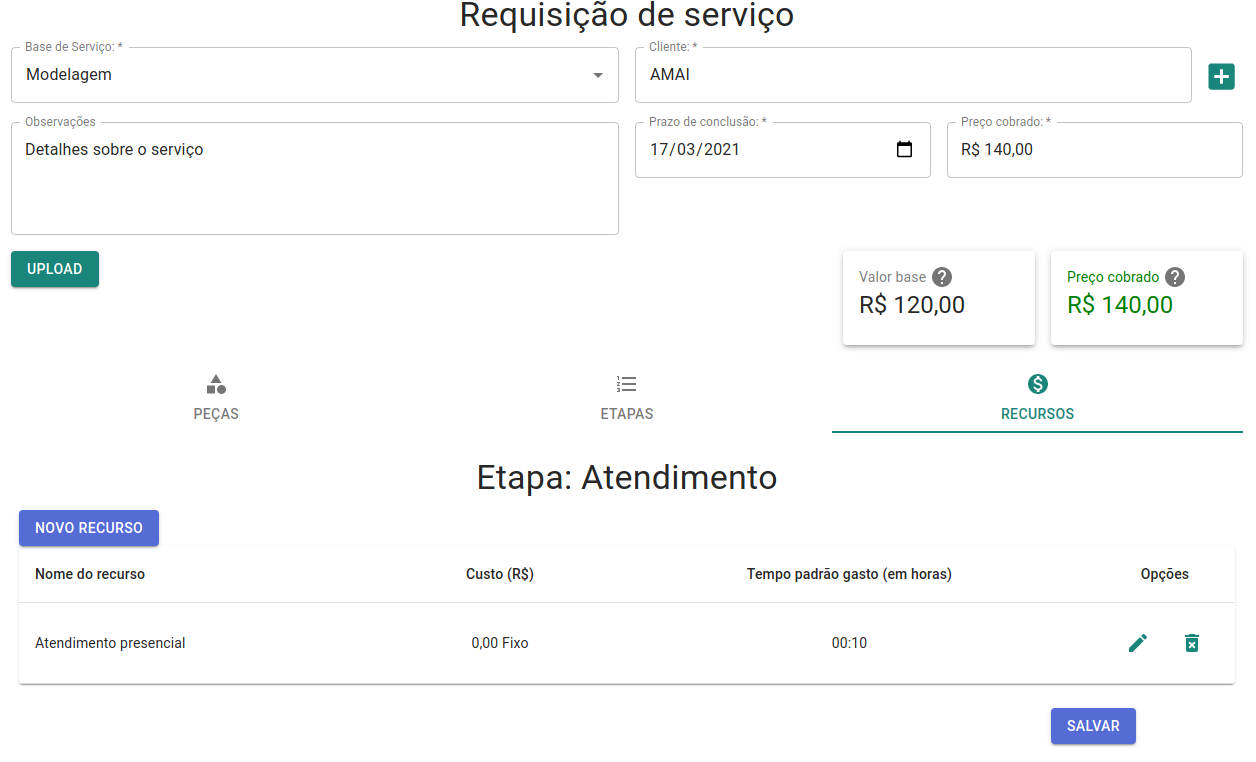 Requisição de serviço
Base de Serviço: *
Modelagem
Cliente: *
AMAI
Observações
Detalhes sobre o serviço
Prazo de conclusão: *
17/03/2021
Preço cobrado: *
R$ 140,00
UPLOAD
Valor base ?
R$ 120,00
Preço cobrado ?
R$ 140,00
PEÇAS
ETAPAS
RECURSOS
Etapa: Atendimento
NOVO RECURSO
Nome do recurso Custo (R$) Tempo padrão gasto (em horas) Opções
Atendimento presencial 0,00 Fixo 00:10
SALVAR